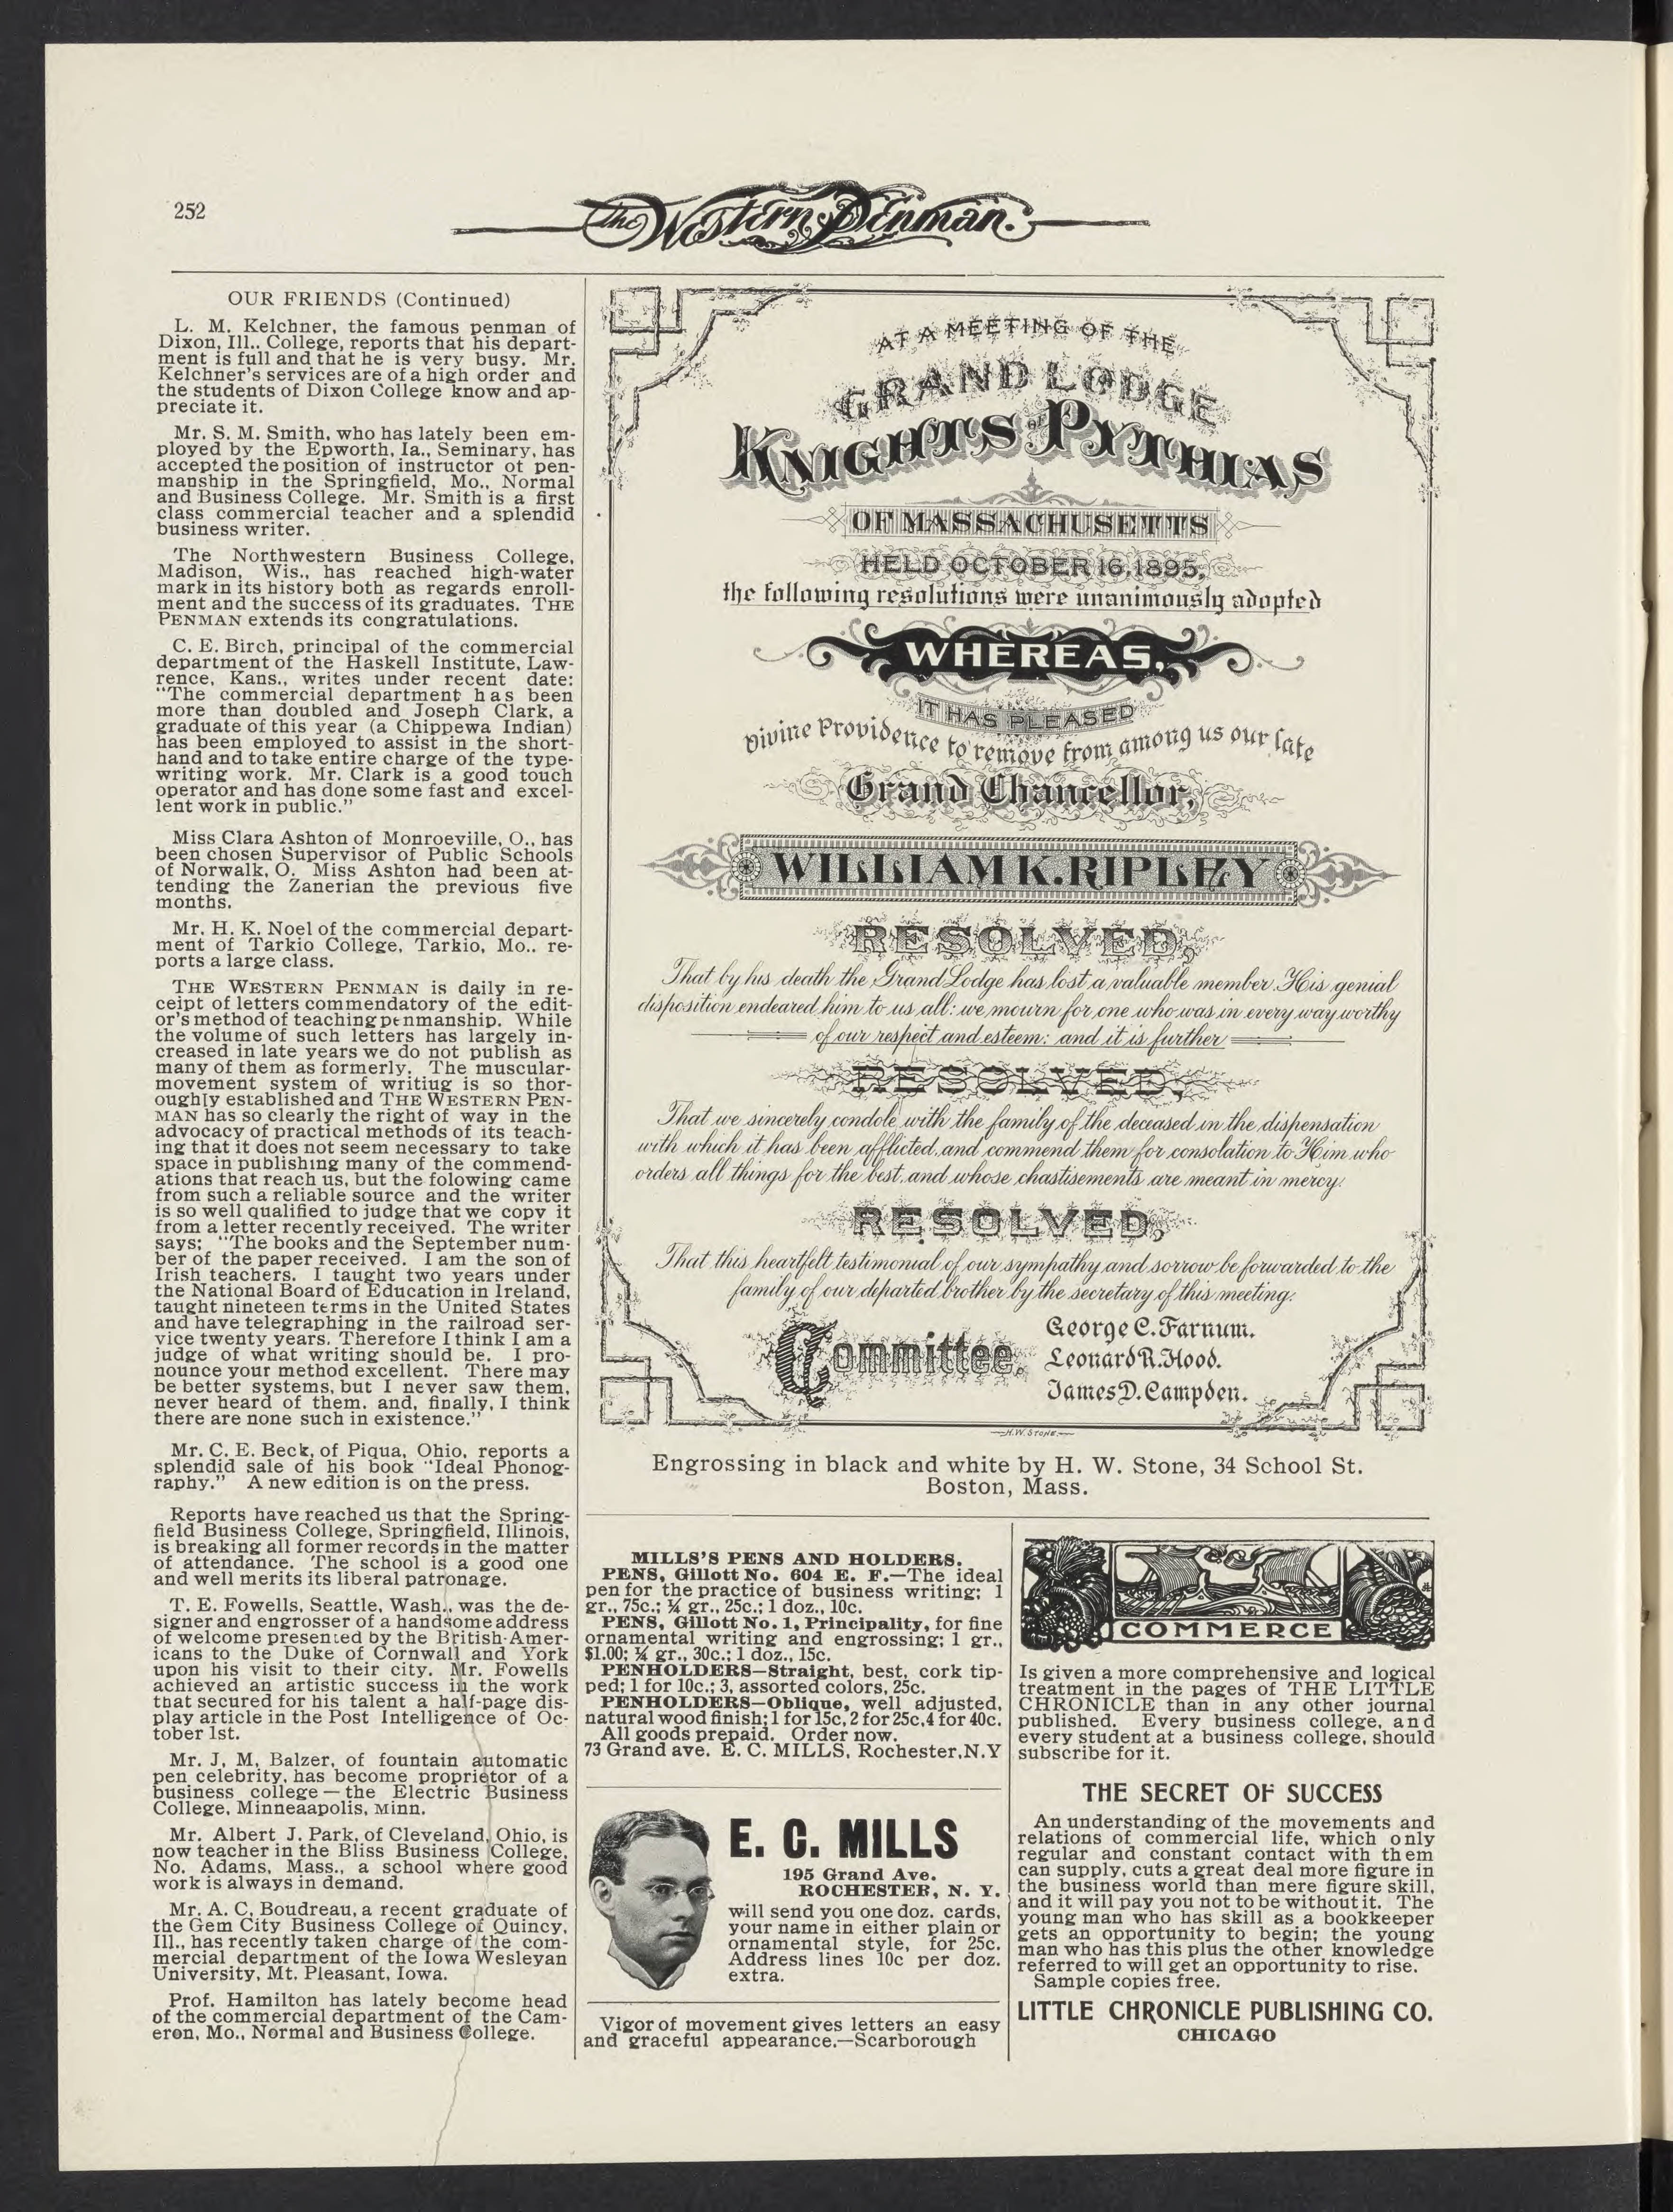 252
The Western Penman.
OUR FRIENDS (Continued)
L. M. Kelchner, the famous penman of
Dixon, Ill.. College, reports that his depart-
ment is full and that he is very busy. Mr.
Kelchner's services are of a high order and
the students of Dixon College know and ap-
preciate it.
Mr. S. M. Smith, who has lately been em-
ployed by the Epworth, Ia., Seminary, has
accepted the position of instructor ot pen-
manship in the Springfield, Mo., Normal
and Business College. Mr. Smith is a first
class commercial teacher and a splendid
business writer.
The Northwestern Business College,
Madison, Wis., has reached high-water
mark in its history both as regards enroll-
ment and the success of its graduates. THE
PENMAN extends its congratulations.
C. E. Birch, principal of the commercial
department of the Haskell Institute, Law-
rence, Kans., writes under recent date:
"The commercial department has been
more than doubled and Joseph Clark, a
graduate of this year (a Chippewa Indian)
has been employed to assist in the short-
hand and to take entire charge of the type-
writing work. Mr. Clark is a good touch
operator and has done some fast and excel-
lent work in public."
Miss Clara Ashton of Monroeville, O., has
been chosen Supervisor of Public Schools
of Norwalk, O. Miss Ashton had been at-
tending the Zanerian the previous five
months.
Mr. H. K. Noel of the commercial depart-
ment of Tarkio College, Tarkio, Mo.. re-
ports a large class.
THE WESTERN PENMAN is daily in re-
ceipt of letters commendatory of the edit-
or's method of teaching penmanship. While
the volume of such letters has largely in-
creased in late years we do not publish as
many of them as formerly. The muscular-
movement system of writiug is so thor-
oughly established and THE WESTERN PEN-
MAN has so clearly the right of way in the
advocacy of practical methods of its teach-
ing that it does not seem necessary to take
space in publishing many of the commend-
ations that reach us, but the folowing came
from such a reliable source and the writer
is so well qualified to judge that we copy it
from a letter recently received. The writer
says; "The books and the September num-
ber of the paper received. I am the son of
Irish teachers. I taught two years under
the National Board of Education in Ireland,
taught nineteen terms in the United States
and have telegraphing in the railroad ser-
vice twenty years. Therefore I think I am a
judge of what writing should be. I pro-
nounce your method excellent. There may
be better systems, but I never saw them,
never heard of them. and, finally, I think
there are none such in existence."
Mr. C. E. Beck, of Piqua, Ohio, reports a
splendid sale of his book "Ideal Phonog-
raphy." A new edition is on the press.
Reports have reached us that the Spring-
field Business College, Springfield, Illinois,
is breaking all former records in the matter
of attendance. The school is a good one
and well merits its liberal patronage.
T. E. Fowells, Seattle, Wash., was the de-
signer and engrosser of a handsome address
of welcome presented by the British-Amer-
icans to the Duke of Cornwall and York
upon his visit to their city. Mr. Fowells
achieved an artistic success in the work
that secured for his talent a half-page dis-
play article in the Post Intelligence of Oc-
tober 1st.
Mr. J, M, Balzer, of fountain automatic
pen celebrity, has become proprietor of a
business college — the Electric Business
College, Minneaapolis, Minn.
Mr. Albert J. Park, of Cleveland, Ohio, is
now teacher in the Bliss Business College,
No. Adams, Mass., a school where good
work is always in demand.
Mr. A. C, Boudreau, a recent graduate of
the Gem City Business College of Quincy,
Ill., has recently taken charge of the com-
mercial department of the Iowa Wesleyan
University, Mt. Pleasant, Iowa.
Prof. Hamilton has lately become head
of the commercial department of the Cam-
eron, Mo., Normal and Business College.
AT A MEETING OF THE
GRAND LODGE
KNIGHTS OF PYTHIAS
OF MASSACHUSETTS
HELD OCTOBER 16, 1895,
the following resolutions were unanimously adopted
WHEREAS,
IT HAS PLEASED
Divine Providence to remove from among us our late
Grand Chancellor,
WILLIAM K. RIPLEY
RESOLVED,
That by his death the Grand Lodge has lost a valuable member. His genial
disposition endeared him to us all: we mourn for one who was in every way worthy
of our respect and esteem: and it is further
RESOLVED,
That we sincerely condole with the family of the deceased in the dispensation
with which it has been afflicted, and commend them for consolation to Him who
orders all things for the best, and whose chastisements are meant in mercy.
RESOLVED,
That this heartfelt testimonial of our sympathy and sorrow be forwarded to the
family of our departed brother by the secretary of this meeting.
Committee.
George C. Farnum.
Leonard R. Hood.
James D. Campden.
H. W. STONE.
Engrossing in black and white by H. W. Stone, 34 School St.
Boston, Mass.
MILLS'S PENS AND HOLDERS.
PENS, Gillott No. 604 E. F.—The ideal
pen for the practice of business writing; 1
gr., 75c.; ¼ gr., 25c.; 1 doz., 10c.
PENS, Gillott No. 1, Principality, for fine
ornamental writing and engrossing; 1 gr.,
$1.00; ¼ gr., 30c.; 1 doz., 15c.
PENHOLDERS—Straight, best, cork tip-
ped; 1 for 10c.; 3, assorted colors, 25c.
PENHOLDERS—Oblique, well adjusted,
natural wood finish; 1 for 15c, 2 for 25c, 4 for 40c.
All goods prepaid. Order now.
73 Grand ave. E. C. MILLS, Rochester, N. Y
E. C. MILLS
195 Grand Ave.
ROCHESTER, N. Y.
will send you one doz. cards,
your name in either plain or
ornamental style, for 25c.
Address lines 10c per doz.
extra.
Vigor of movement gives letters an easy
and graceful appearance.—Scarborough
COMMERCE
Is given a more comprehensive and logical
treatment in the pages of THE LITTLE
CHRONICLE than in any other journal
published. Every business college, and
every student at a business college, should
subscribe for it.
THE SECRET OF SUCCESS
An understanding of the movements and
relations of commercial life, which only
regular and constant contact with them
can supply, cuts a great deal more figure in
the business world than mere figure skill,
and it will pay you not to be without it. The
young man who has skill as a bookkeeper
gets an opportunity to begin; the young
man who has this plus the other knowledge
referred to will get an opportunity to rise.
Sample copies free.
LITTLE CHRONICLE PUBLISHING CO.
CHICAGO